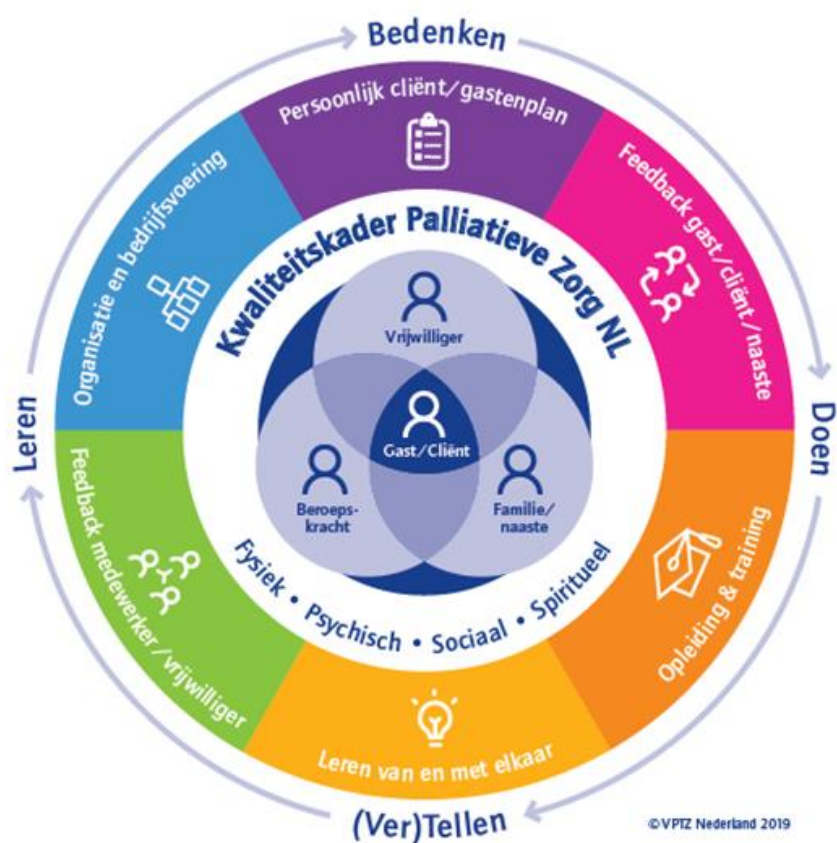 Bedenken
Persoonlijk cliënt/gastenplan
Feedback gast/cliënt/naaste
Doen
Opleiding & training
Leren van en met elkaar
(Ver)Tellen
Feedback medewerker/vrijwilliger
Leren
Organisatie en bedrijfsvoering
Kwaliteitskader Palliatieve Zorg NL
Vrijwilliger
Gast/Cliënt
Beroeps-
kracht
Familie/
naaste
Fysiek • Psychisch • Sociaal • Spiritueel
©VPTZ Nederland 2019